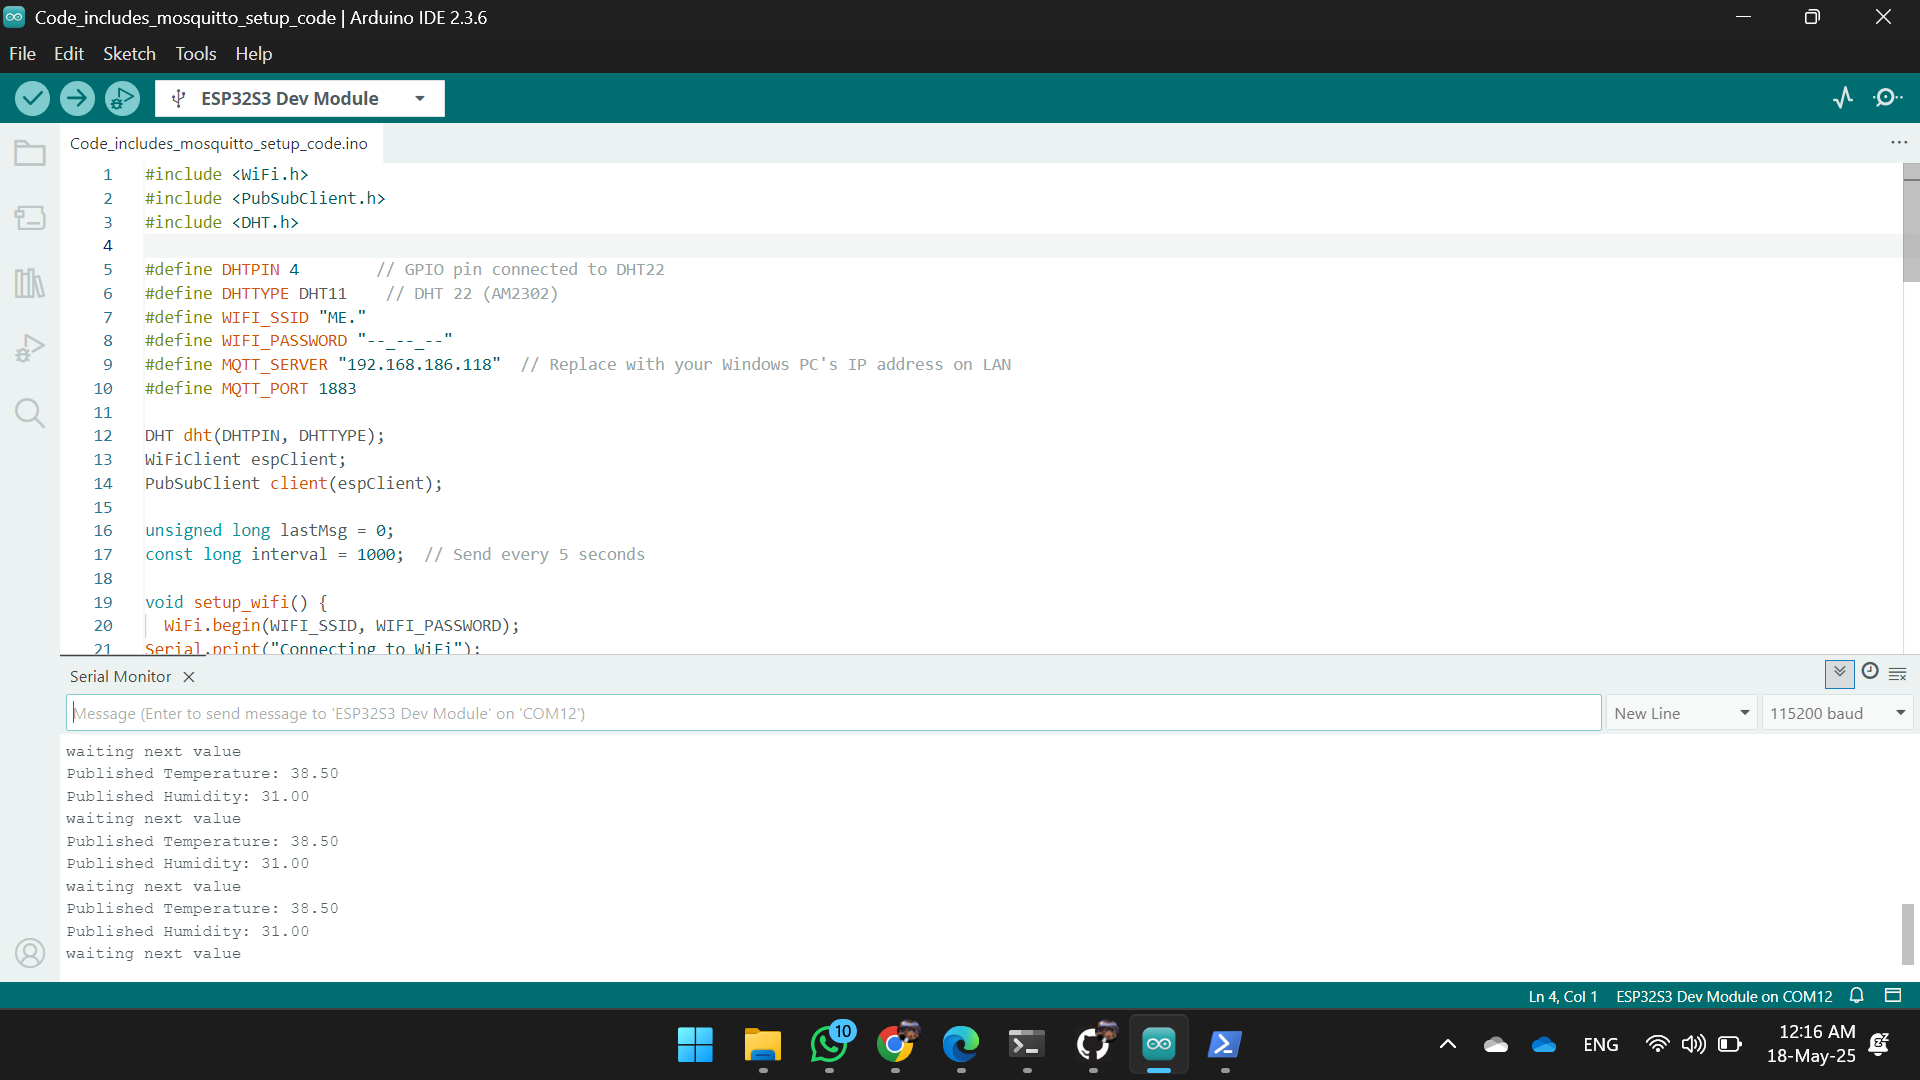 Code_includes_mosquitto_setup_code | Arduino IDE 2.3.6
File Edit Sketch Tools Help
ESP32S3 Dev Module
Code_includes_mosquitto_setup_code.ino
1 #include <WiFi.h>
2 #include <PubSubClient.h>
3 #include <DHT.h>
4
5 #define DHTPIN 4 // GPIO pin connected to DHT22
6 #define DHTTYPE DHT11 // DHT 22 (AM2302)
7 #define WIFI_SSID "ME."
8 #define WIFI_PASSWORD "--_--_--"
9 #define MQTT_SERVER "192.168.186.118" // Replace with your Windows PC's IP address on LAN
10 #define MQTT_PORT 1883
11
12 DHT dht(DHTPIN, DHTTYPE);
13 WiFiClient espClient;
14 PubSubClient client(espClient);
15
16 unsigned long lastMsg = 0;
17 const long interval = 1000; // Send every 5 seconds
18
19 void setup_wifi() {
20 WiFi.begin(WIFI_SSID, WIFI_PASSWORD);
21 Serial.print("Connecting to WiFi");
Serial Monitor
Message (Enter to send message to 'ESP32S3 Dev Module' on 'COM12')
New Line
115200 baud
waiting next value
Published Temperature: 38.50
Published Humidity: 31.00
waiting next value
Published Temperature: 38.50
Published Humidity: 31.00
waiting next value
Published Temperature: 38.50
Published Humidity: 31.00
waiting next value
Ln 4, Col 1 ESP32S3 Dev Module on COM12
10
ENG
12:16 AM
18-May-25